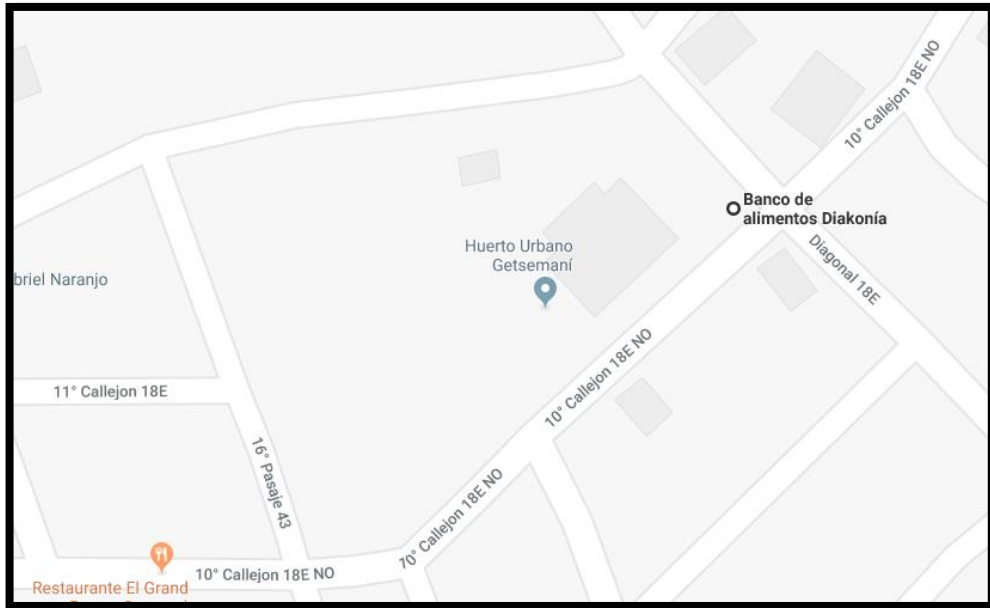 10° Callejon 18E NO
Banco de
alimentos Diakonía
Huerto Urbano
Getsemaní
Diagonal 18E
briel Naranjo
10° Callejon 18E NO
11° Callejon 18E
16° Pasaje 43
70° Callejon 18E NO
10° Callejon 18E NO
Restaurante El Grand